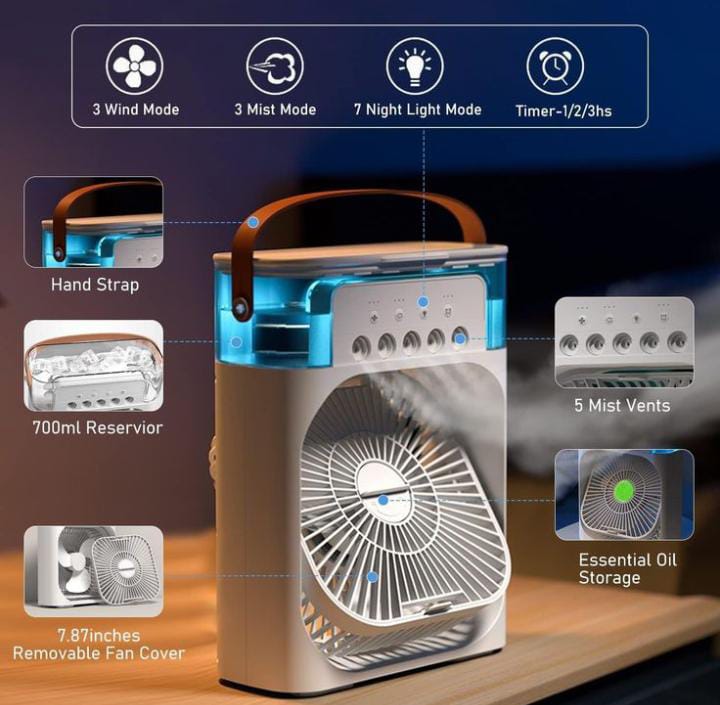 3 Wind Mode
3 Mist Mode
7 Night Light Mode
Timer-1/2/3hs
Hand Strap
700ml Reservior
5 Mist Vents
Essential Oil
Storage
7.87inches
Removable Fan Cover